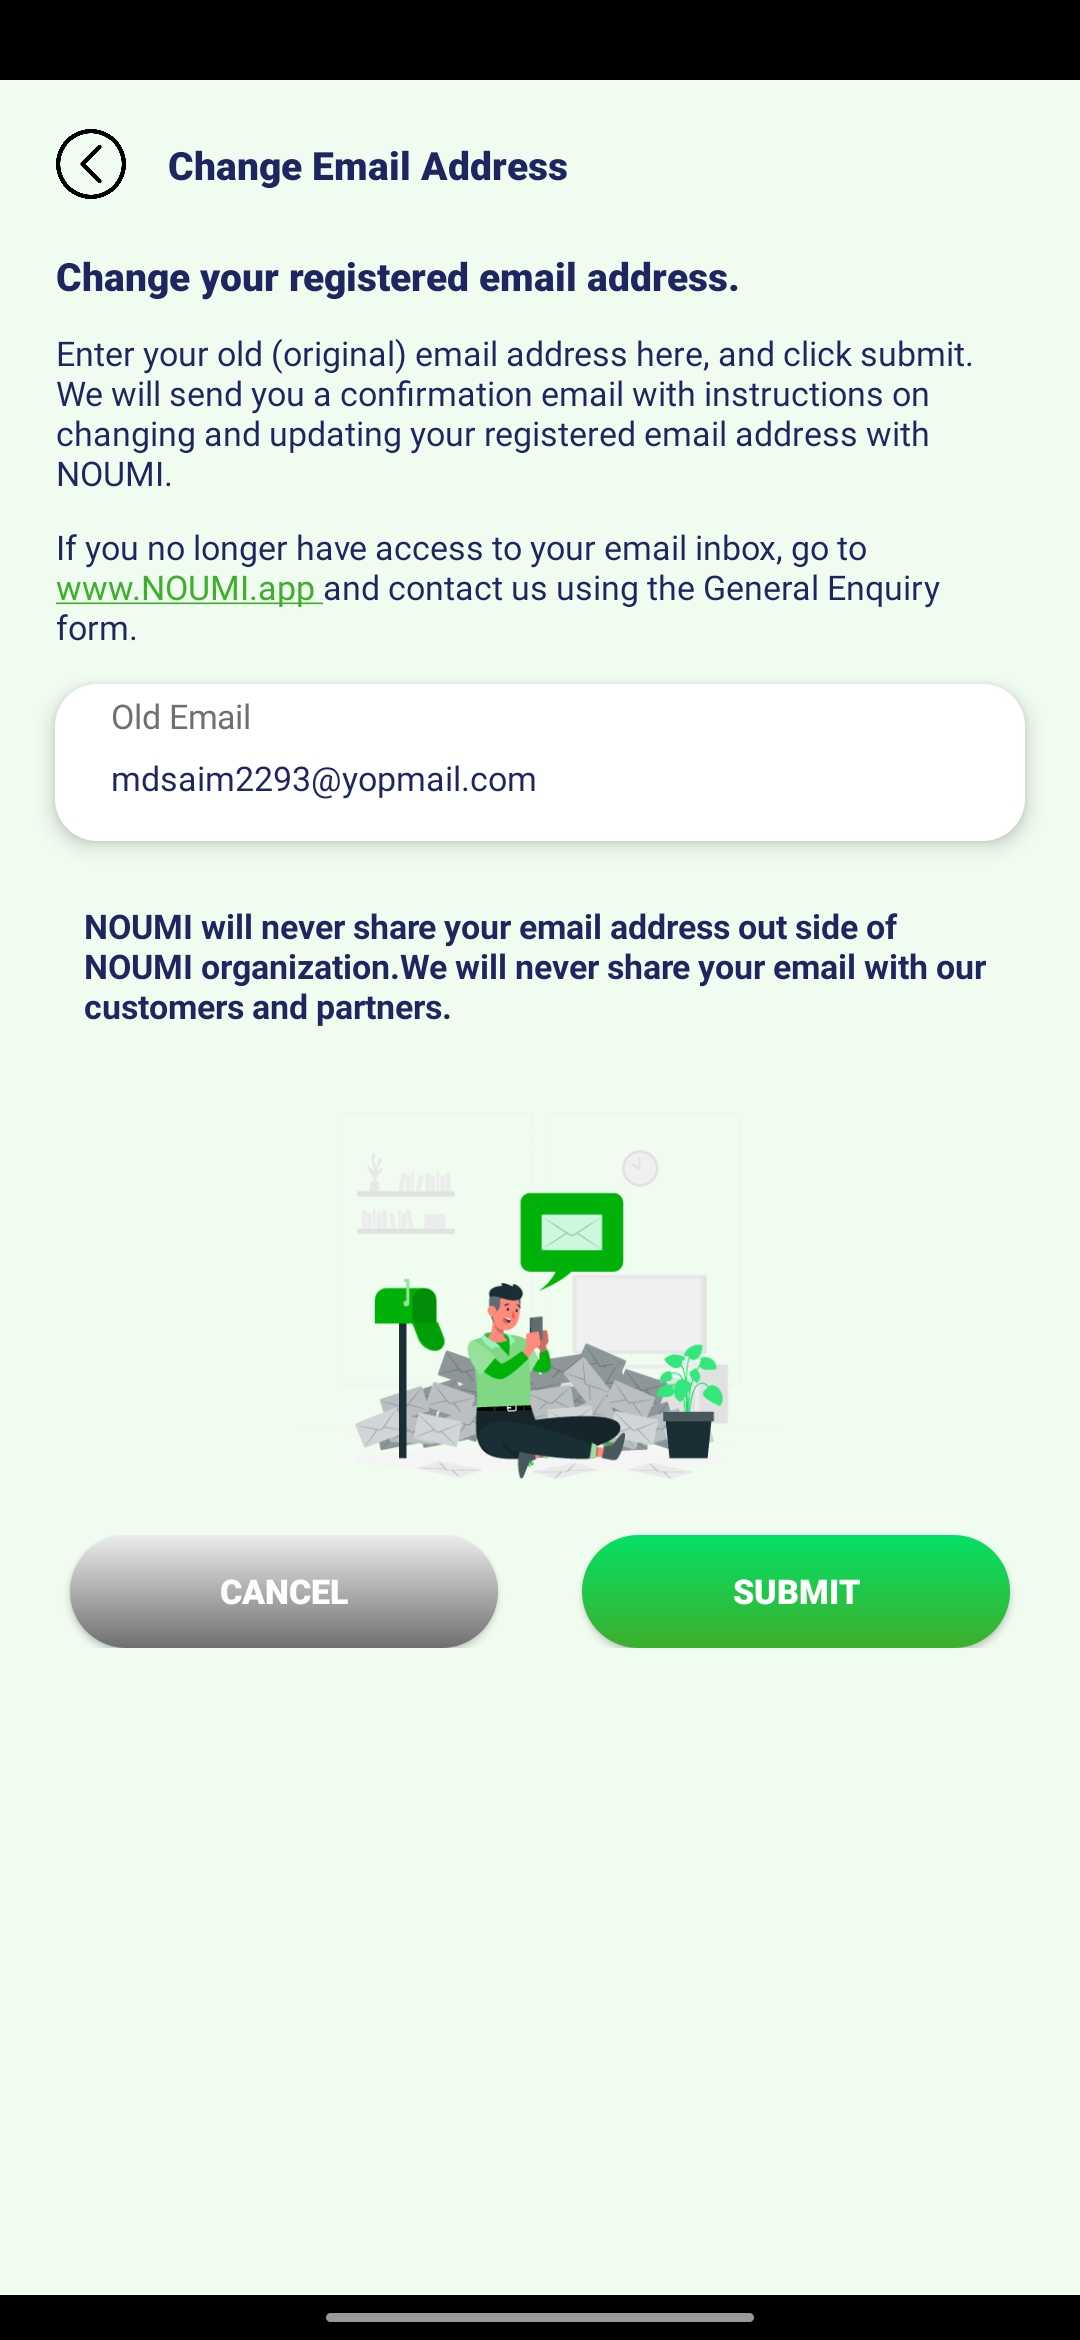 Change Email Address
Change your registered email address.
Enter your old (original) email address here, and click submit.
We will send you a confirmation email with instructions on
changing and updating your registered email address with
NOUMI.
If you no longer have access to your email inbox, go to
www.NOUMI.app and contact us using the General Enquiry
form.
Old Email
mdsaim2293@yopmail.com
NOUMI will never share your email address out side of
NOUMI organization.We will never share your email with our
customers and partners.
CANCEL
SUBMIT